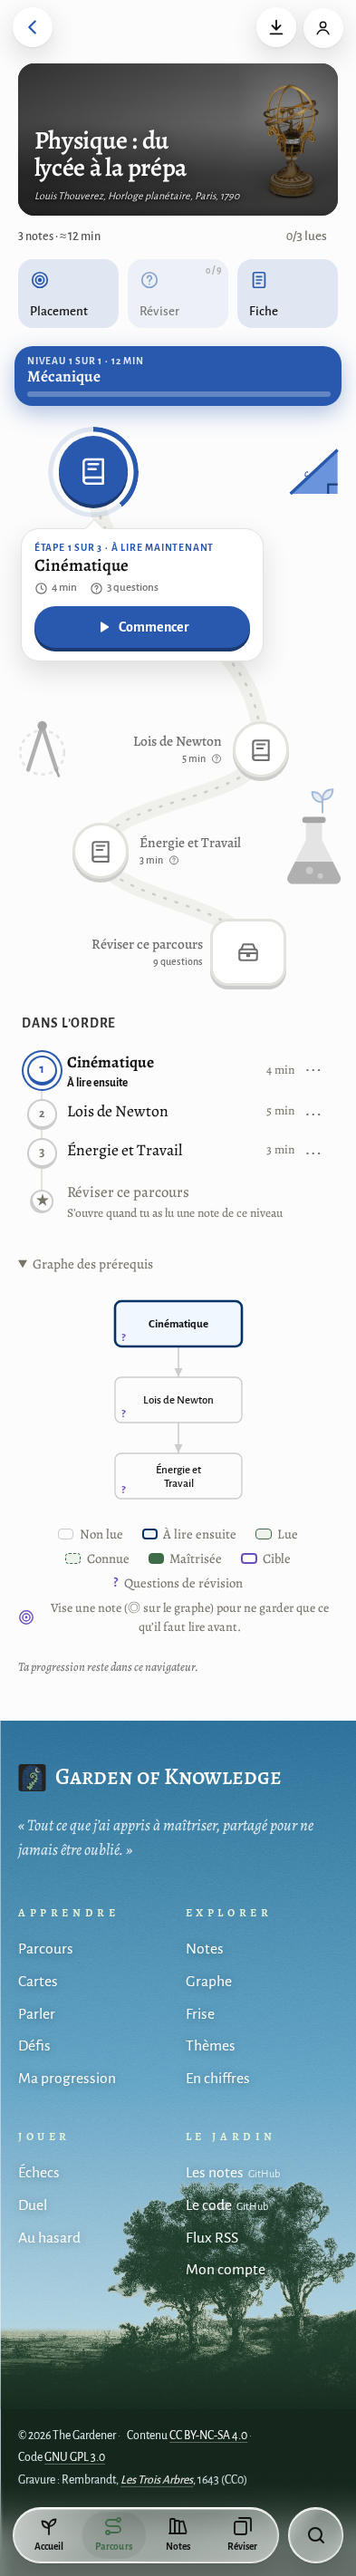 Physique : du
lycée à la prépa
Louis Thouverez, Horloge planétaire, Paris, 1790
3 notes · ≈ 12 min
0/3 lues
Placement
0/9
Réviser
Fiche
NIVEAU 1 SUR 1 · 12 MIN
Mécanique
ÉTAPE 1 SUR 3 · À LIRE MAINTENANT
Cinématique
4 min
3 questions
Commencer
Lois de Newton
5 min
Énergie et Travail
3 min
Réviser ce parcours
9 questions
DANS L'ORDRE
1
Cinématique
4 min
...
À lire ensuite
2
Lois de Newton
5 min
...
3
Énergie et Travail
3 min
...
Réviser ce parcours
S'ouvre quand tu as lu une note de ce niveau
▼ Graphe des prérequis
Cinématique
?
Lois de Newton
?
Énergie et
Travail
?
Non lue
À lire ensuite
Lue
Connue
Maîtrisée
Cible
? Questions de révision
Vise une note (◎ sur le graphe) pour ne garder que ce
qu'il faut lire avant.
Ta progression reste dans ce navigateur.
Garden of Knowledge
« Tout ce que j'ai appris à maîtriser, partagé pour ne
jamais être oublié. »
APPRENDRE
Parcours
Cartes
Parler
Défis
Ma progression
EXPLORER
Notes
Graphe
Frise
Thèmes
En chiffres
JOUER
Échecs
Duel
Au hasard
LE JARDIN
Les notes GitHub
Le code GitHub
Flux RSS
Mon compte
© 2026 The Gardener · Contenu CC BY-NC-SA 4.0 ·
Code GNU GPL 3.0
Gravure : Rembrandt, Les Trois Arbres, 1643 (CC0)
Accueil
Parcours
Notes
Réviser